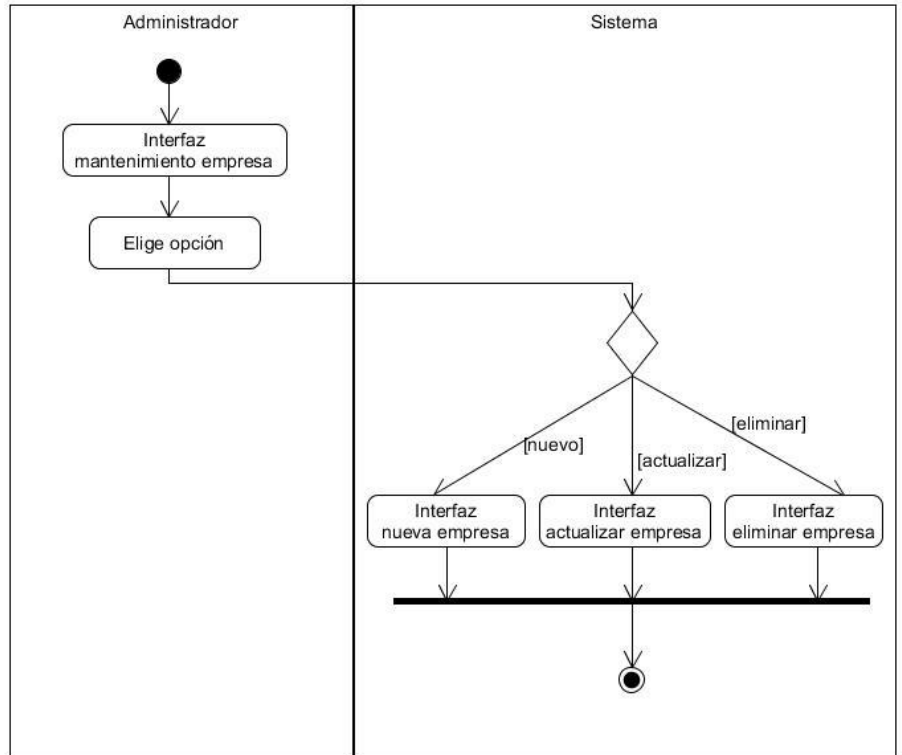 Administrador
Sistema
Interfaz
mantenimiento empresa
Elige opción
[nuevo]
[actualizar]
[eliminar]
Interfaz
nueva empresa
Interfaz
actualizar empresa
Interfaz
eliminar empresa